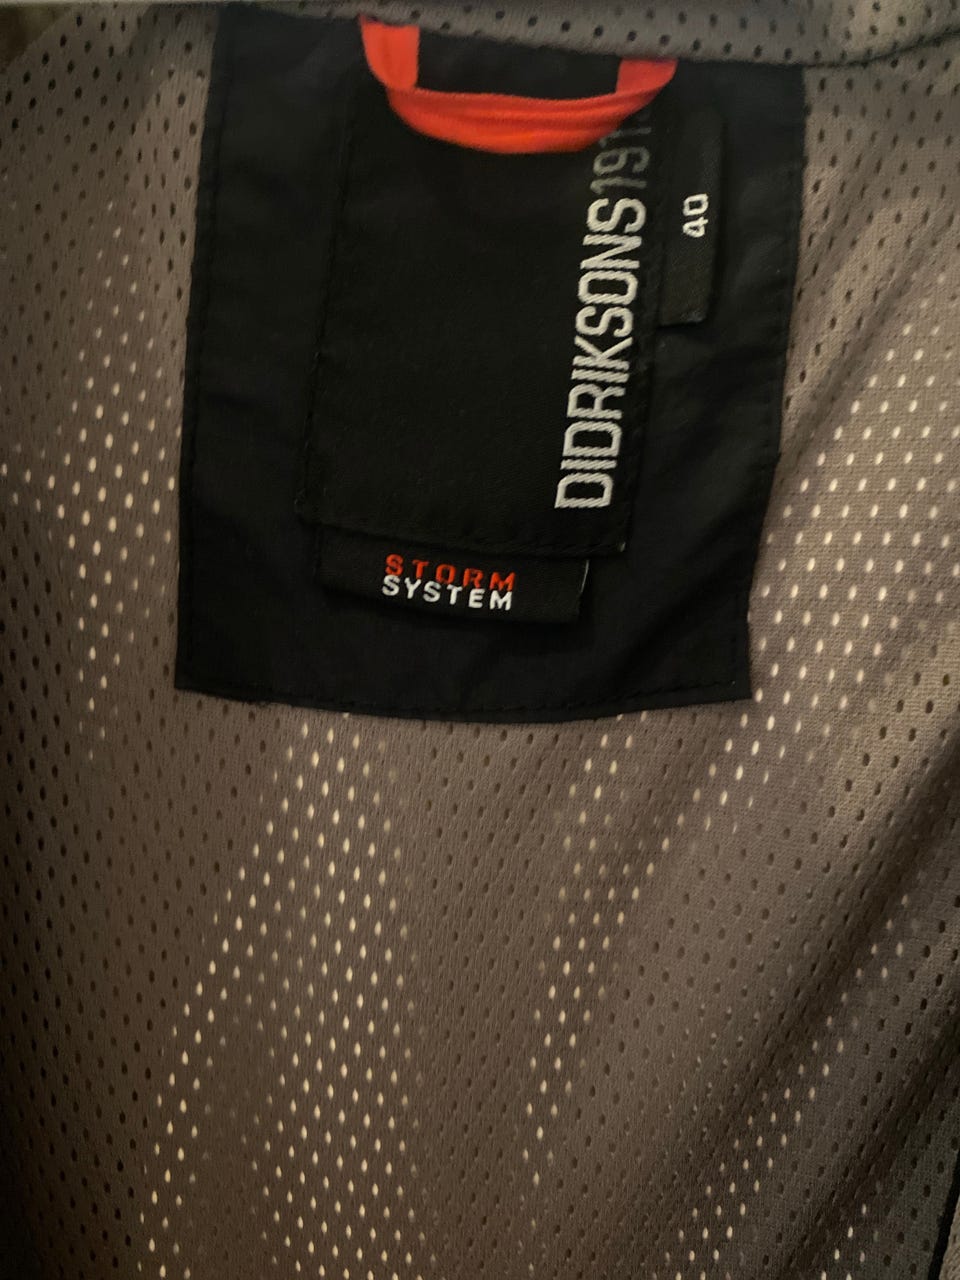 DIDRIKSONS191
40
STORM
SYSTEM